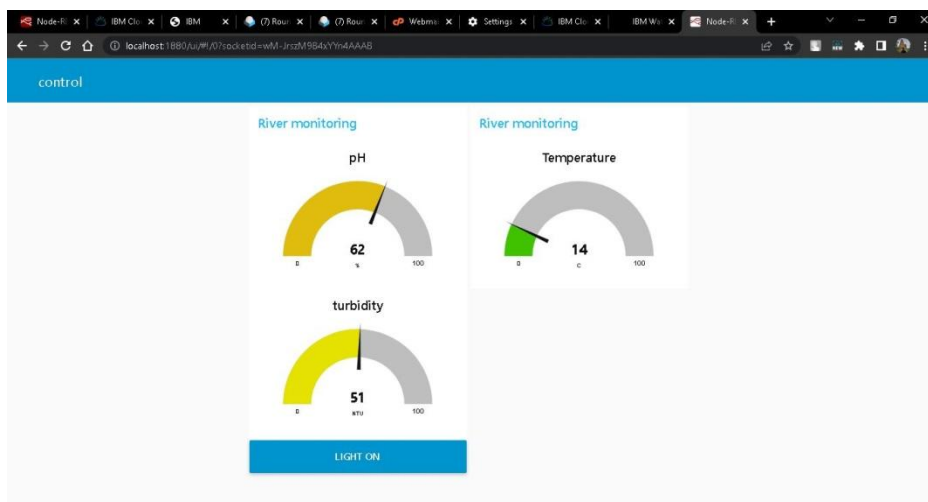 Node-R
IBM Clo
IBM
(7) Roun
(7) Roun
Webma
Settings
IBM Clo
IBM Wa
Node-R
localhost:1880/ui/#!/0?socketid=wM-JrszM984xYYn4AAAB
control
River monitoring
pH
62
%
0
100
turbidity
51
NTU
0
100
LIGHT ON
River monitoring
Temperature
14
C
0
100